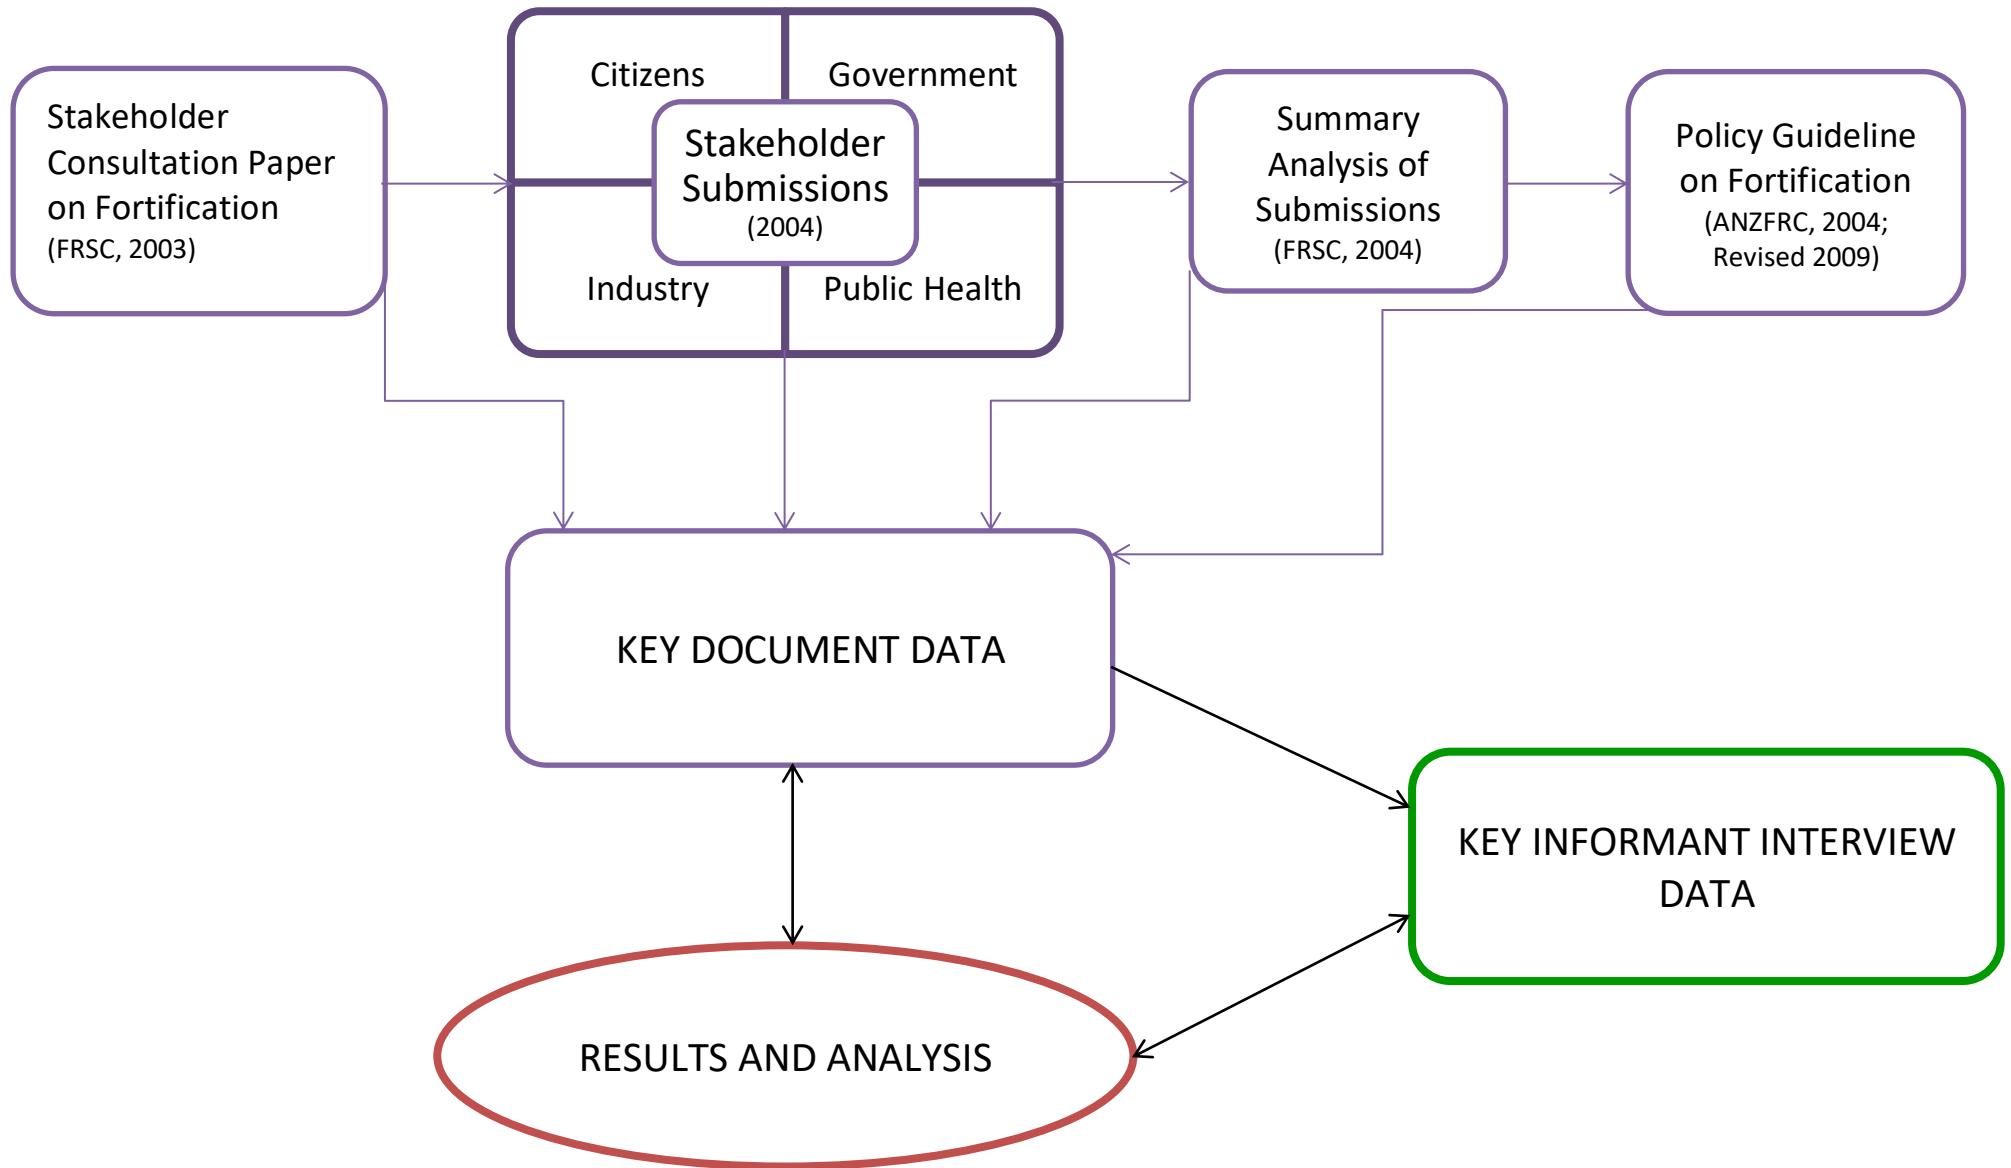 Stakeholder
Consultation Paper
on Fortification
(FRSC, 2003)
Citizens
Government
Stakeholder
Submissions
(2004)
Industry
Public Health
Summary
Analysis of
Submissions
(FRSC, 2004)
Policy Guideline
on Fortification
(ANZFRC, 2004;
Revised 2009)
KEY DOCUMENT DATA
KEY INFORMANT INTERVIEW
DATA
RESULTS AND ANALYSIS